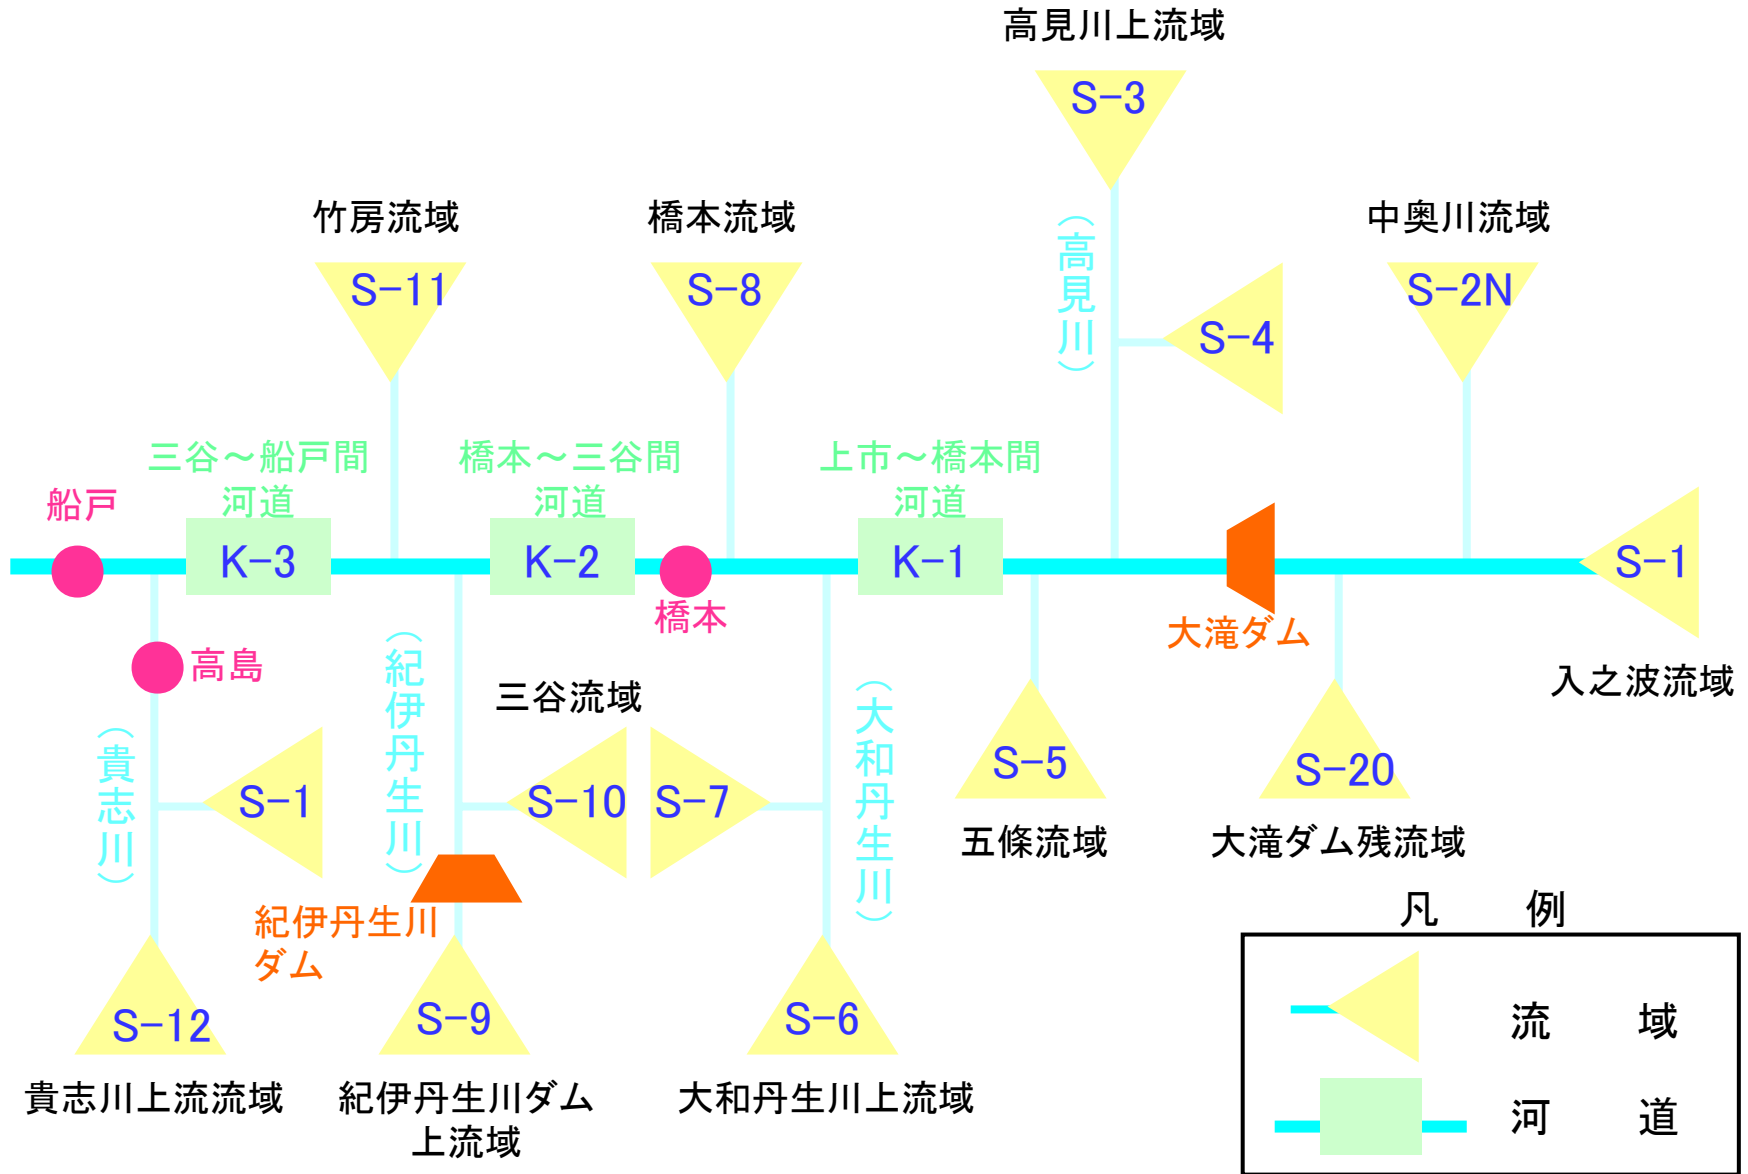 高見川上流域
S-3
竹房流域
橋本流域
中奥川流域
(高見川)
S-11
S-8
S-4
S-2N
三谷～船戸間
河道
橋本～三谷間
河道
上市～橋本間
河道
船戸
K-3
K-2
K-1
S-1
橋本
大滝ダム
高島
(紀伊丹生川)
三谷流域
(大和丹生川)
入之波流域
(貴志川)
S-1
S-10
S-7
S-5
S-20
五條流域
大滝ダム残流域
紀伊丹生川
ダム
S-12
S-9
S-6
貴志川上流流域
紀伊丹生川ダム
上流域
大和丹生川上流域
凡 例
流 域
河 道